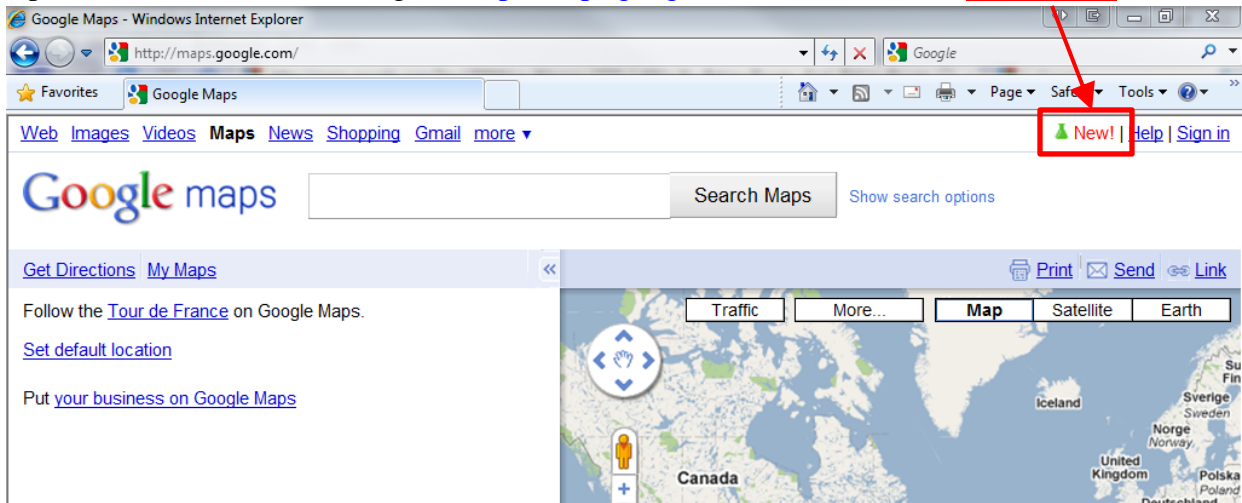 Google Maps - Windows Internet Explorer
http://maps.google.com/
Google
Favorites
Google Maps
Page
Tools
Web Images Videos Maps News Shopping Gmail more
New! | Help | Sign in
Google maps
Search Maps
Show search options
Get Directions My Maps
Print Send Link
Follow the Tour de France on Google Maps.
Set default location
Put your business on Google Maps
Traffic More... Map Satellite Earth
Iceland
Sverige
Sweden
Norge
Norway
United
Kingdom
Polska
Poland
Canada